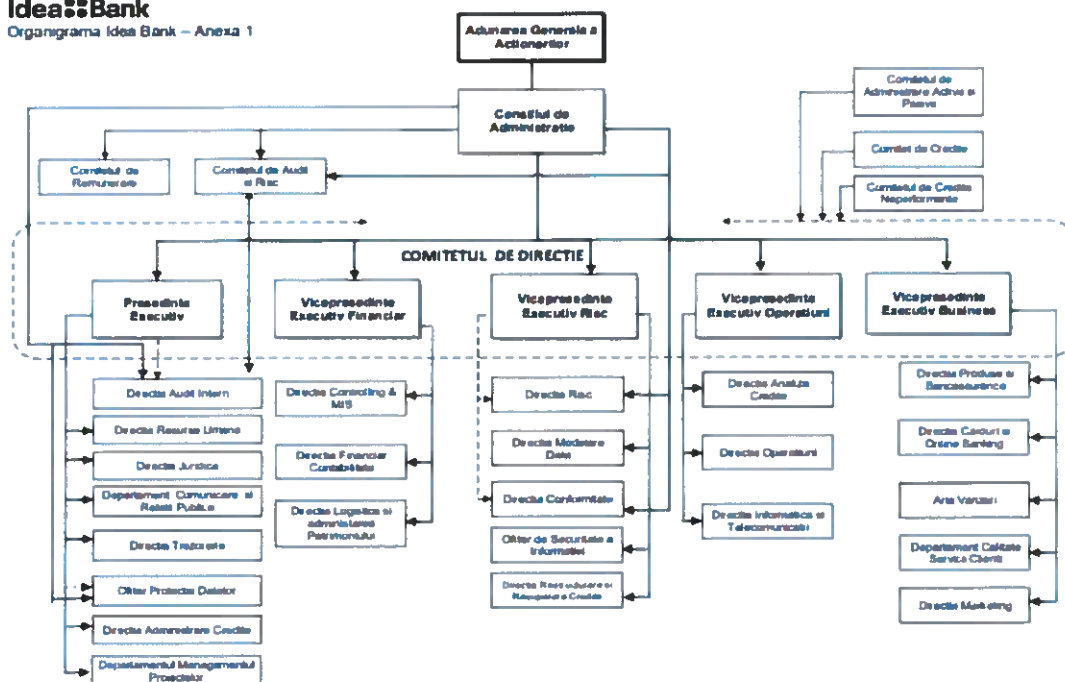 Idea Bank
Organigrama Idea Bank – Anexa 1
Adunarea Generala a
Actionarilor
Consiliul de
Administratie
Comitetul de
Administrare Active si
Pasive
Comitet de Credite
Comitetul de Credite
Neperformante
Comitetul de
Remunerare
Comitetul de Audit
si Risc
COMITETUL DE DIRECTIE
Presedinte
Executiv
Vicepresedinte
Executiv Financiar
Vicepresedinte
Executiv Risc
Vicepresedinte
Executiv Operatiuni
Vicepresedinte
Executiv Business
Directia Audit Intern
Directia Resurse Umane
Directia Juridica
Departament Comunicare si
Relatii Publice
Directia Trezorerie
Ofiter Protectia Datelor
Directia Administrare Credite
Departamentul Managementul
Proiectelor
Directia Controlling &
MIS
Directia Financiar
Contabilitate
Directia Logistica si
administrarea
Patrimoniului
Directia Risc
Directia Modelare
Date
Directia Conformitate
Ofiter de Securitate a
Informatiei
Directia Restructurare si
Recuperare Credite
Directia Analiza
Credite
Directia Operatiuni
Directia Informatica si
Telecomunicatii
Directia Produse si
Bancassurance
Directia Carduri si
Online Banking
Aria Vanzari
Departament Calitate
Service Clienti
Directia Marketing